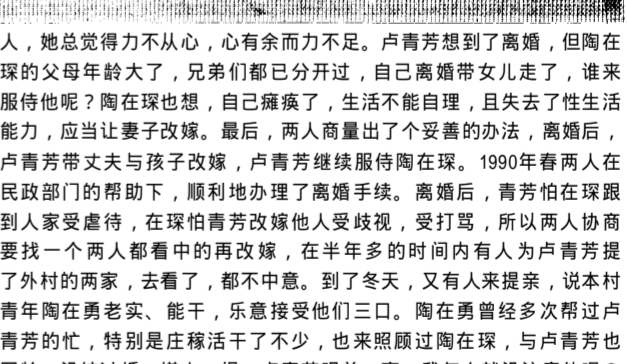 人，她总觉得力不从心，心有余而力不足。卢青芳想到了离婚，但陶在
琛的父母年龄大了，兄弟们都已分开过，自己离婚带女儿走了，谁来
服侍他呢？陶在琛也想，自己瘫痪了，生活不能自理，且失去了性生活
能力，应当让妻子改嫁。最后，两人商量出了个妥善的办法，离婚后，
卢青芳带丈夫与孩子改嫁，卢青芳继续服侍陶在琛。1990年春两人在
民政部门的帮助下，顺利地办理了离婚手续。离婚后，青芳怕在琛跟
到人家受虐待，在琛怕青芳改嫁他人受歧视，受打骂，所以两人协商
要找一个两人都看中的再改嫁，在半年多的时间内有人为卢青芳提
了外村的两家，去看了，都不中意。到了冬天，又有人来提亲，说本村
青年陶在勇老实、能干，乐意接受他们三口。陶在勇曾经多次帮过卢
青芳的忙，特别是庄稼活干了不少，也来照顾过陶在琛，与卢青芳也